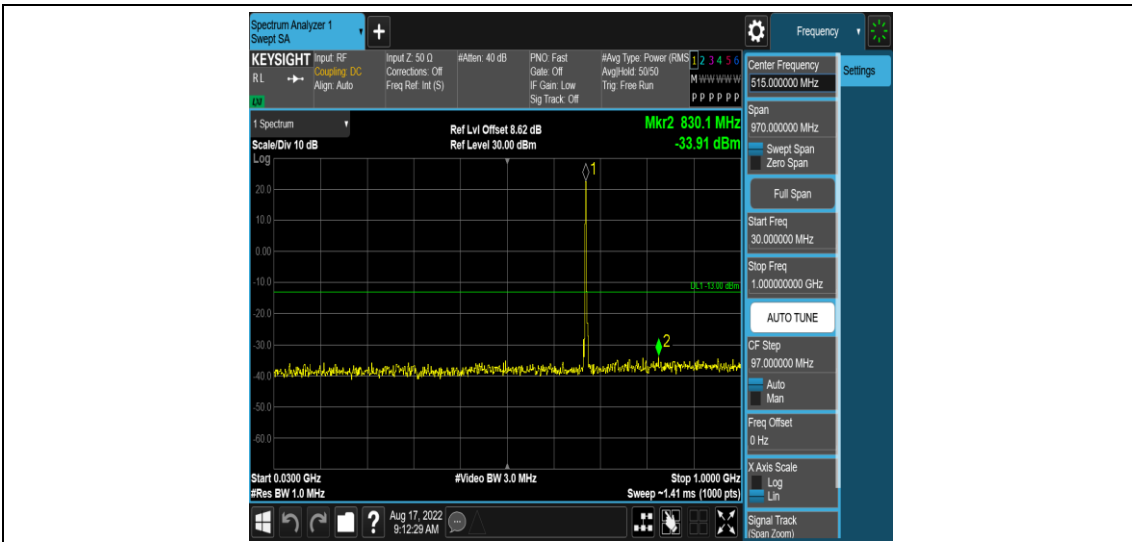 Spectrum Analyzer 1
Swept SA
+
Frequency
KEYSIGHT
RL
LXI
Input: RF
Coupling: DC
Align: Auto
Input Z: 50 Ω
Corrections: Off
Freq Ref: Int (S)
#Atten: 40 dB
PNO: Fast
Gate: Off
IF Gain: Low
Sig Track: Off
#Avg Type: Power (RMS
Avg|Hold: 50/50
Trig: Free Run
1 2 3 4 5 6
M W W W W W
P P P P P P
1 Spectrum
Scale/Div 10 dB
Log
Ref Lvl Offset 8.62 dB
Ref Level 30.00 dBm
Mkr2 830.1 MHz
-33.91 dBm
1
20.0
10.0
0.00
-10.0
DL1 -13.00 dBm
-20.0
-30.0
2
-40.0
-50.0
-60.0
Start 0.0300 GHz
#Res BW 1.0 MHz
#Video BW 3.0 MHz
Stop 1.0000 GHz
Sweep ~1.41 ms (1000 pts)
?
Aug 17, 2022
9:12:29 AM
Center Frequency
515.000000 MHz
Settings
Span
970.000000 MHz
Swept Span
Zero Span
Full Span
Start Freq
30.000000 MHz
Stop Freq
1.000000000 GHz
AUTO TUNE
CF Step
97.000000 MHz
Auto
Man
Freq Offset
0 Hz
X Axis Scale
Log
Lin
Signal Track
(Span Zoom)